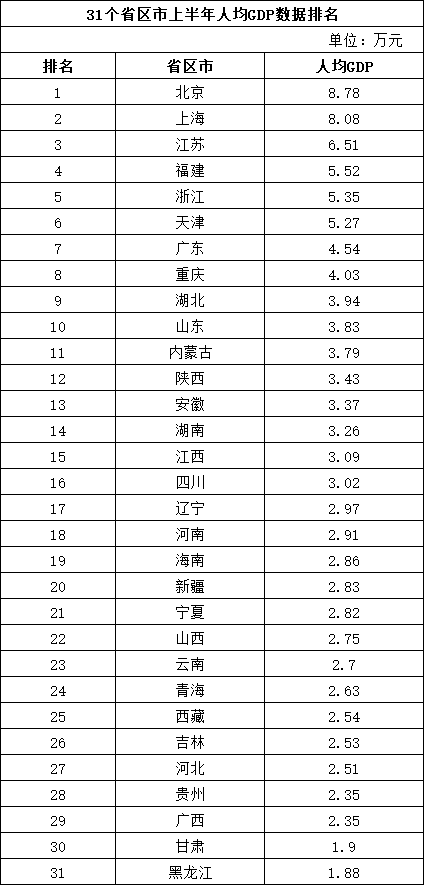 31个省区市上半年人均GDP数据排名
单位：万元
排名 省区市 人均GDP
1 北京 8.78
2 上海 8.08
3 江苏 6.51
4 福建 5.52
5 浙江 5.35
6 天津 5.27
7 广东 4.54
8 重庆 4.03
9 湖北 3.94
10 山东 3.83
11 内蒙古 3.79
12 陕西 3.43
13 安徽 3.37
14 湖南 3.26
15 江西 3.09
16 四川 3.02
17 辽宁 2.97
18 河南 2.91
19 海南 2.86
20 新疆 2.83
21 宁夏 2.82
22 山西 2.75
23 云南 2.7
24 青海 2.63
25 西藏 2.54
26 吉林 2.53
27 河北 2.51
28 贵州 2.35
29 广西 2.35
30 甘肃 1.9
31 黑龙江 1.88